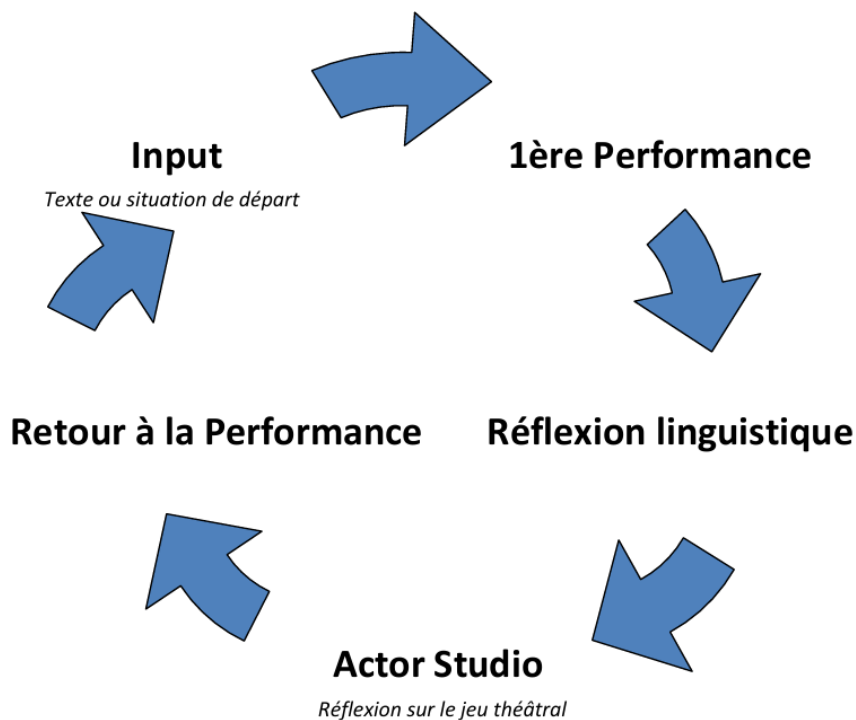 Input
Texte ou situation de départ
1ère Performance
Réflexion linguistique
Actor Studio
Réflexion sur le jeu théâtral
Retour à la Performance